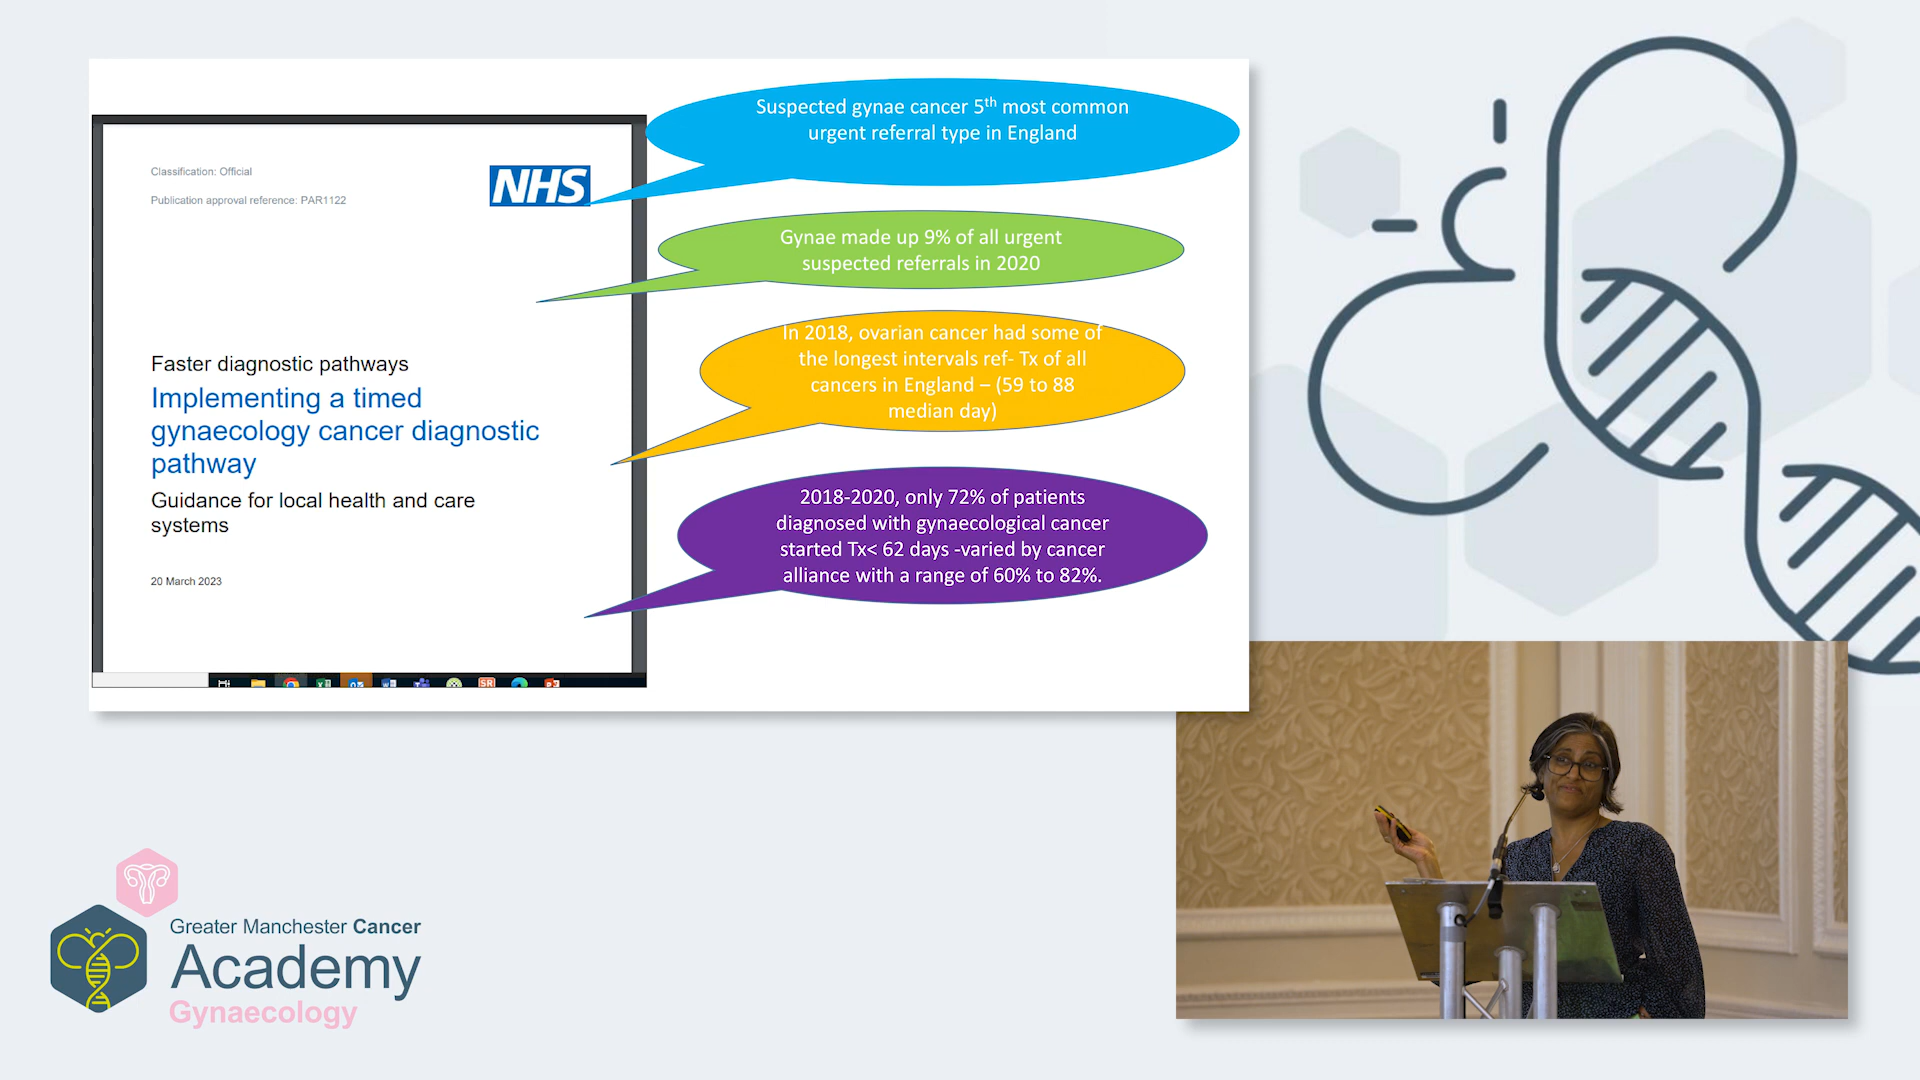 Classification: Official
Publication approval reference: PAR1122
NHS
Faster diagnostic pathways
Implementing a timed
gynaecology cancer diagnostic
pathway
Guidance for local health and care
systems
20 March 2023
Suspected gynae cancer 5th most common
urgent referral type in England
Gynae made up 9% of all urgent
suspected referrals in 2020
In 2018, ovarian cancer had some of
the longest intervals ref- Tx of all
cancers in England – (59 to 88
median day)
2018-2020, only 72% of patients
diagnosed with gynaecological cancer
started Tx< 62 days -varied by cancer
alliance with a range of 60% to 82%.
SR
Greater Manchester Cancer
Academy
Gynaecology